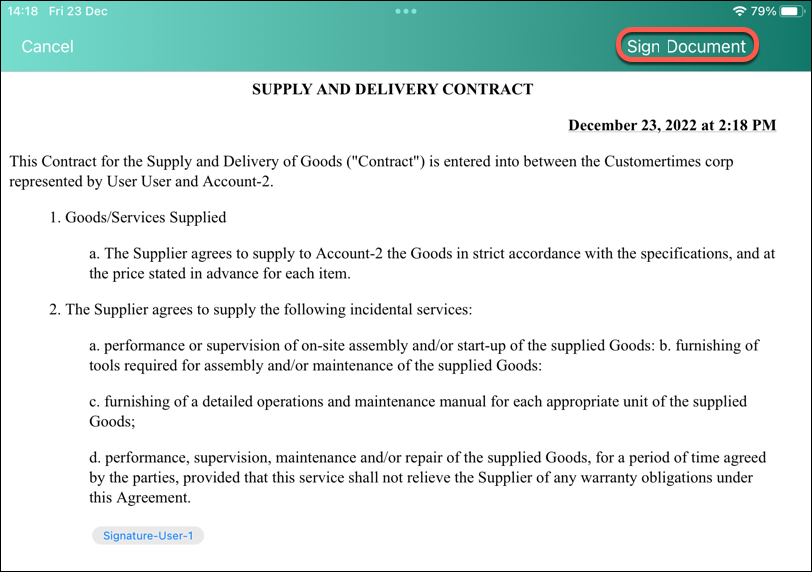 14:18 Fri 23 Dec
79%
Cancel
Sign Document
SUPPLY AND DELIVERY CONTRACT
December 23, 2022 at 2:18 PM
This Contract for the Supply and Delivery of Goods ("Contract") is entered into between the Customertimes corp
represented by User User and Account-2.
1. Goods/Services Supplied
a. The Supplier agrees to supply to Account-2 the Goods in strict accordance with the specifications, and at
the price stated in advance for each item.
2. The Supplier agrees to supply the following incidental services:
a. performance or supervision of on-site assembly and/or start-up of the supplied Goods: b. furnishing of
tools required for assembly and/or maintenance of the supplied Goods:
c. furnishing of a detailed operations and maintenance manual for each appropriate unit of the supplied
Goods;
d. performance, supervision, maintenance and/or repair of the supplied Goods, for a period of time agreed
by the parties, provided that this service shall not relieve the Supplier of any warranty obligations under
this Agreement.
Signature-User-1